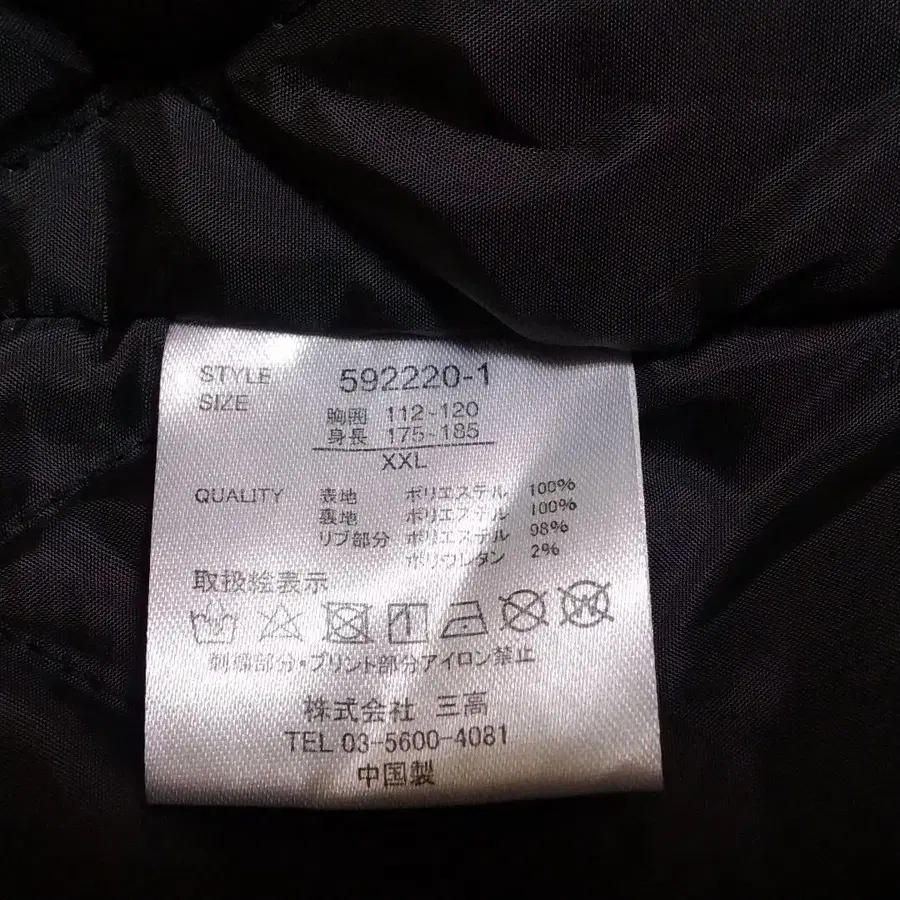 STYLE 592220-1
SIZE 胸囲 112~120
身長 175~185
XXL
QUALITY 表地 ポリエステル 100%
裏地 ポリエステル 100%
リブ部分 ポリエステル 98%
ポリウレタン 2%
取扱絵表示
刺繍部分・プリント部分アイロン禁止
株式会社 三高
TEL 03-5600-4081
中国製